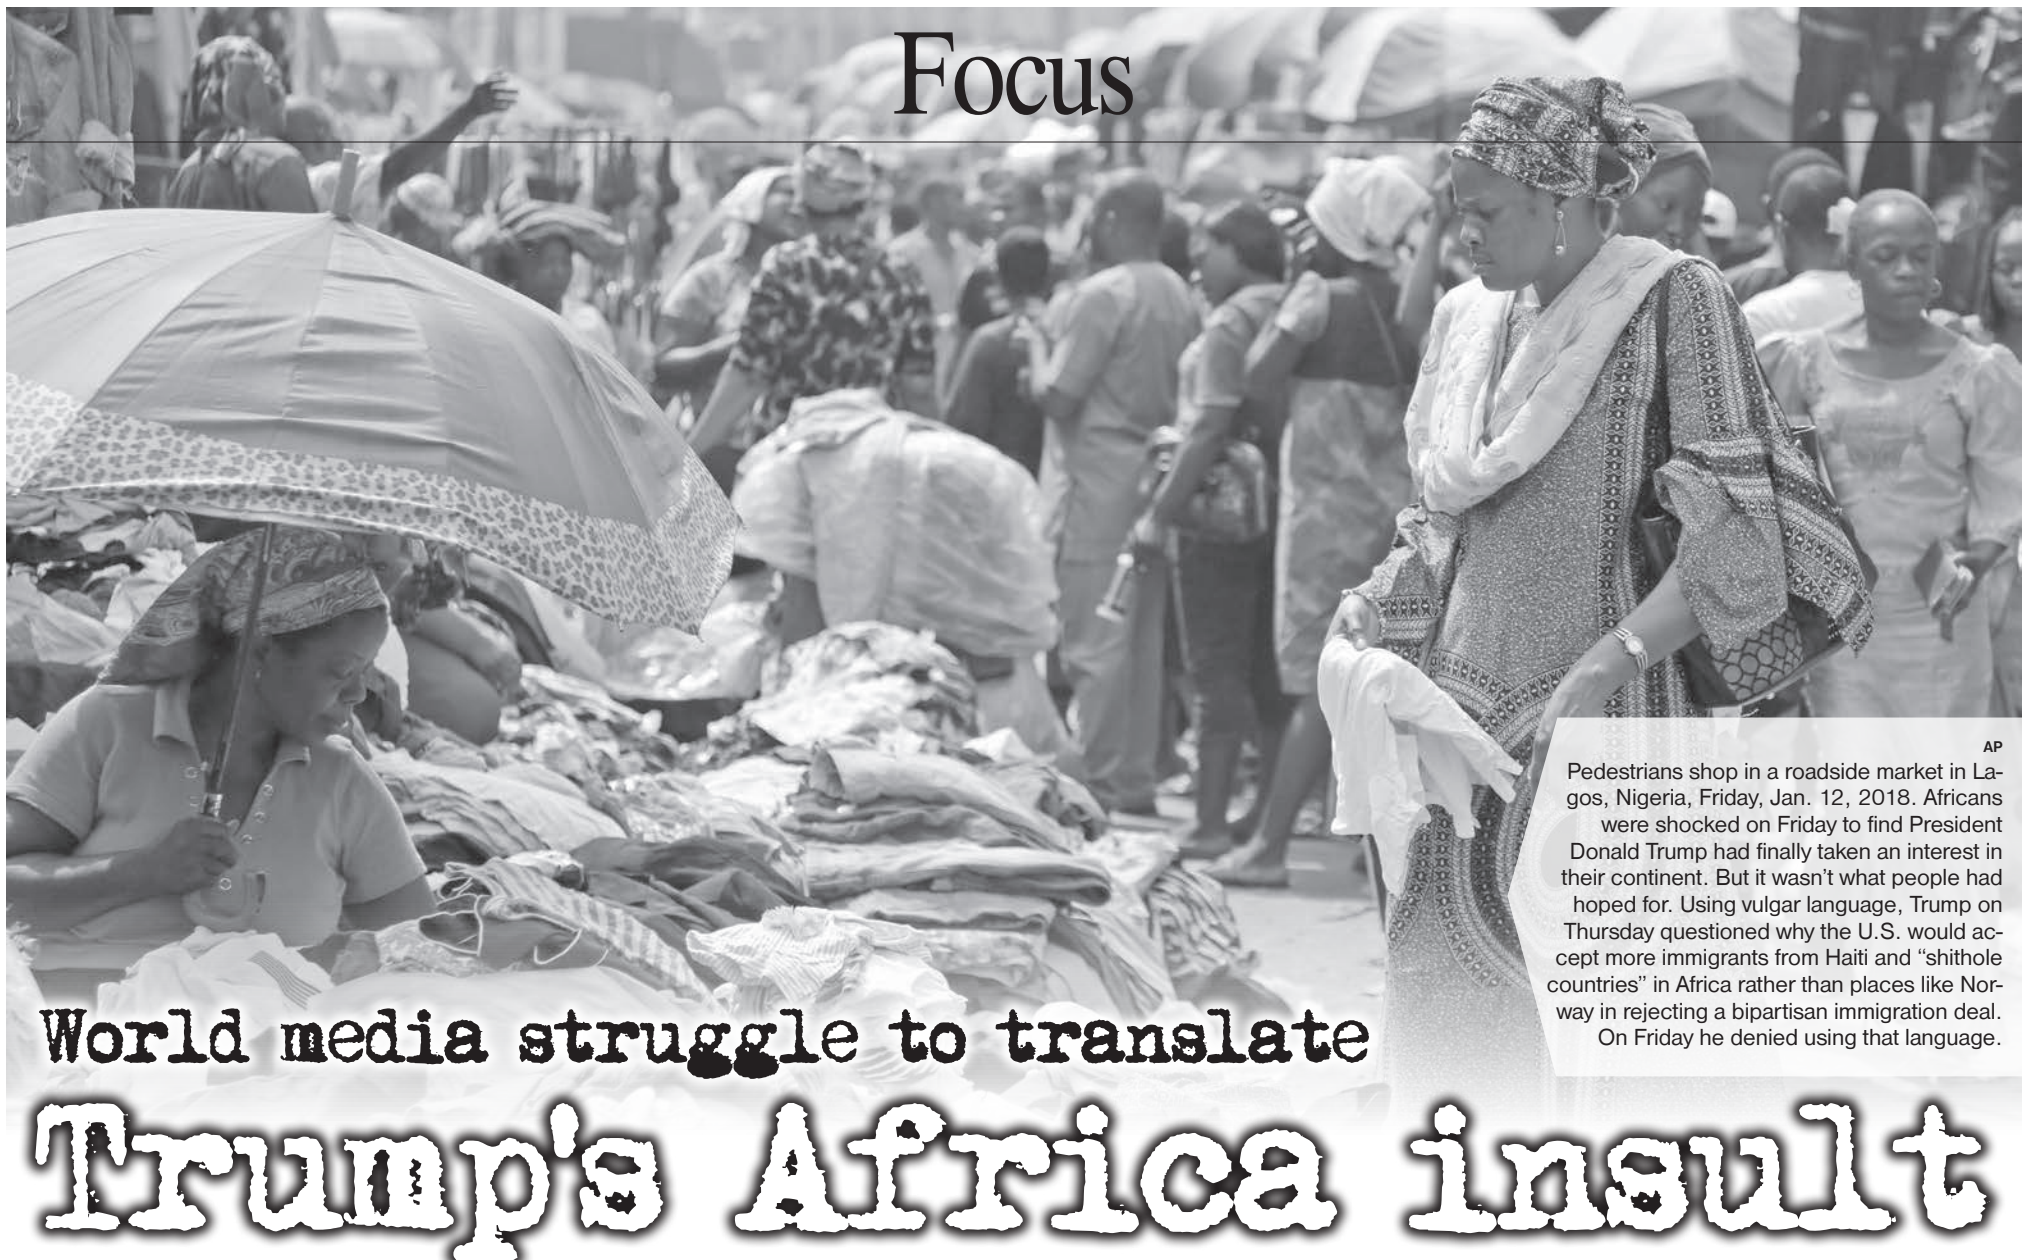 Focus
AP
Pedestrians shop in a roadside market in La-
gos, Nigeria, Friday, Jan. 12, 2018. Africans
were shocked on Friday to find President
Donald Trump had finally taken an interest in
their continent. But it wasn’t what people had
hoped for. Using vulgar language, Trump on
Thursday questioned why the U.S. would ac-
cept more immigrants from Haiti and “shithole
countries” in Africa rather than places like Nor-
way in rejecting a bipartisan immigration deal.
On Friday he denied using that language.
World media struggle to translate
Trump's Africa insult